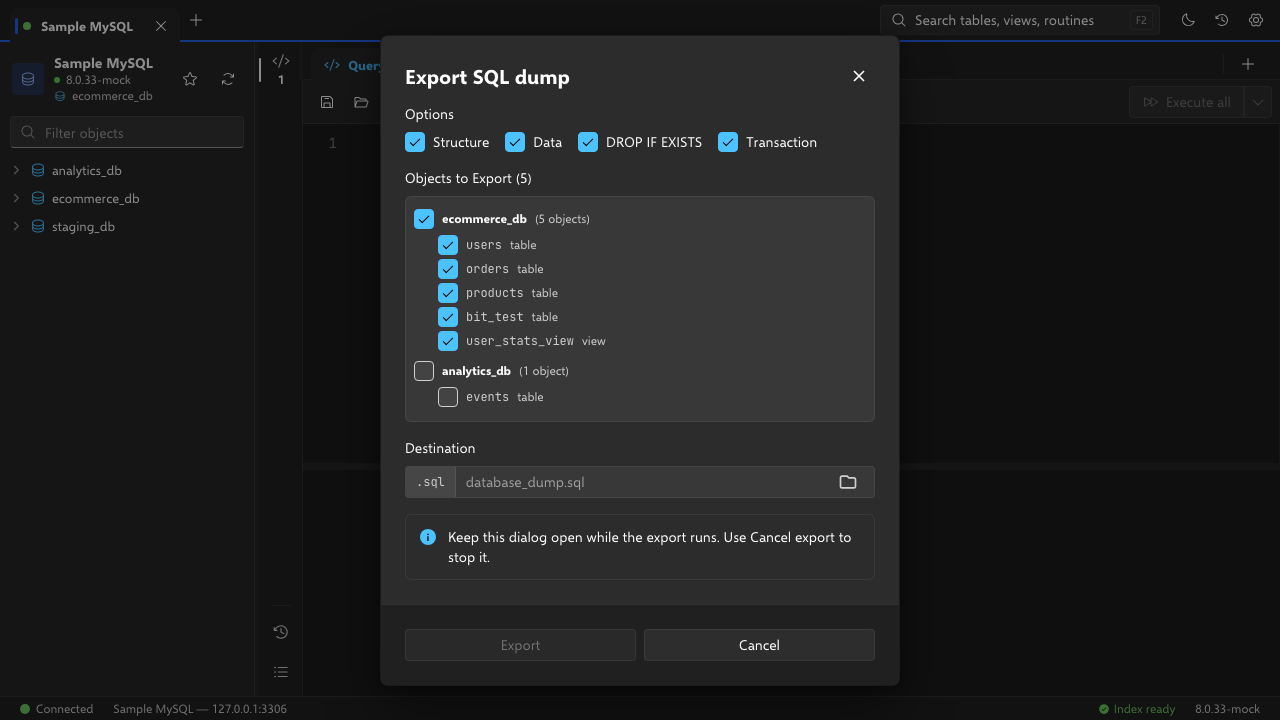 Sample MySQL
Search tables, views, routines
F2
Sample MySQL
8.0.33-mock
ecommerce_db
Filter objects
analytics_db
ecommerce_db
staging_db
</>
1
</> Query
Execute all
1
Export SQL dump
Options
Structure
Data
DROP IF EXISTS
Transaction
Objects to Export (5)
ecommerce_db (5 objects)
users table
orders table
products table
bit_test table
user_stats_view view
analytics_db (1 object)
events table
Destination
.sql database_dump.sql
Keep this dialog open while the export runs. Use Cancel export to
stop it.
Export
Cancel
Connected
Sample MySQL — 127.0.0.1:3306
Index ready
8.0.33-mock